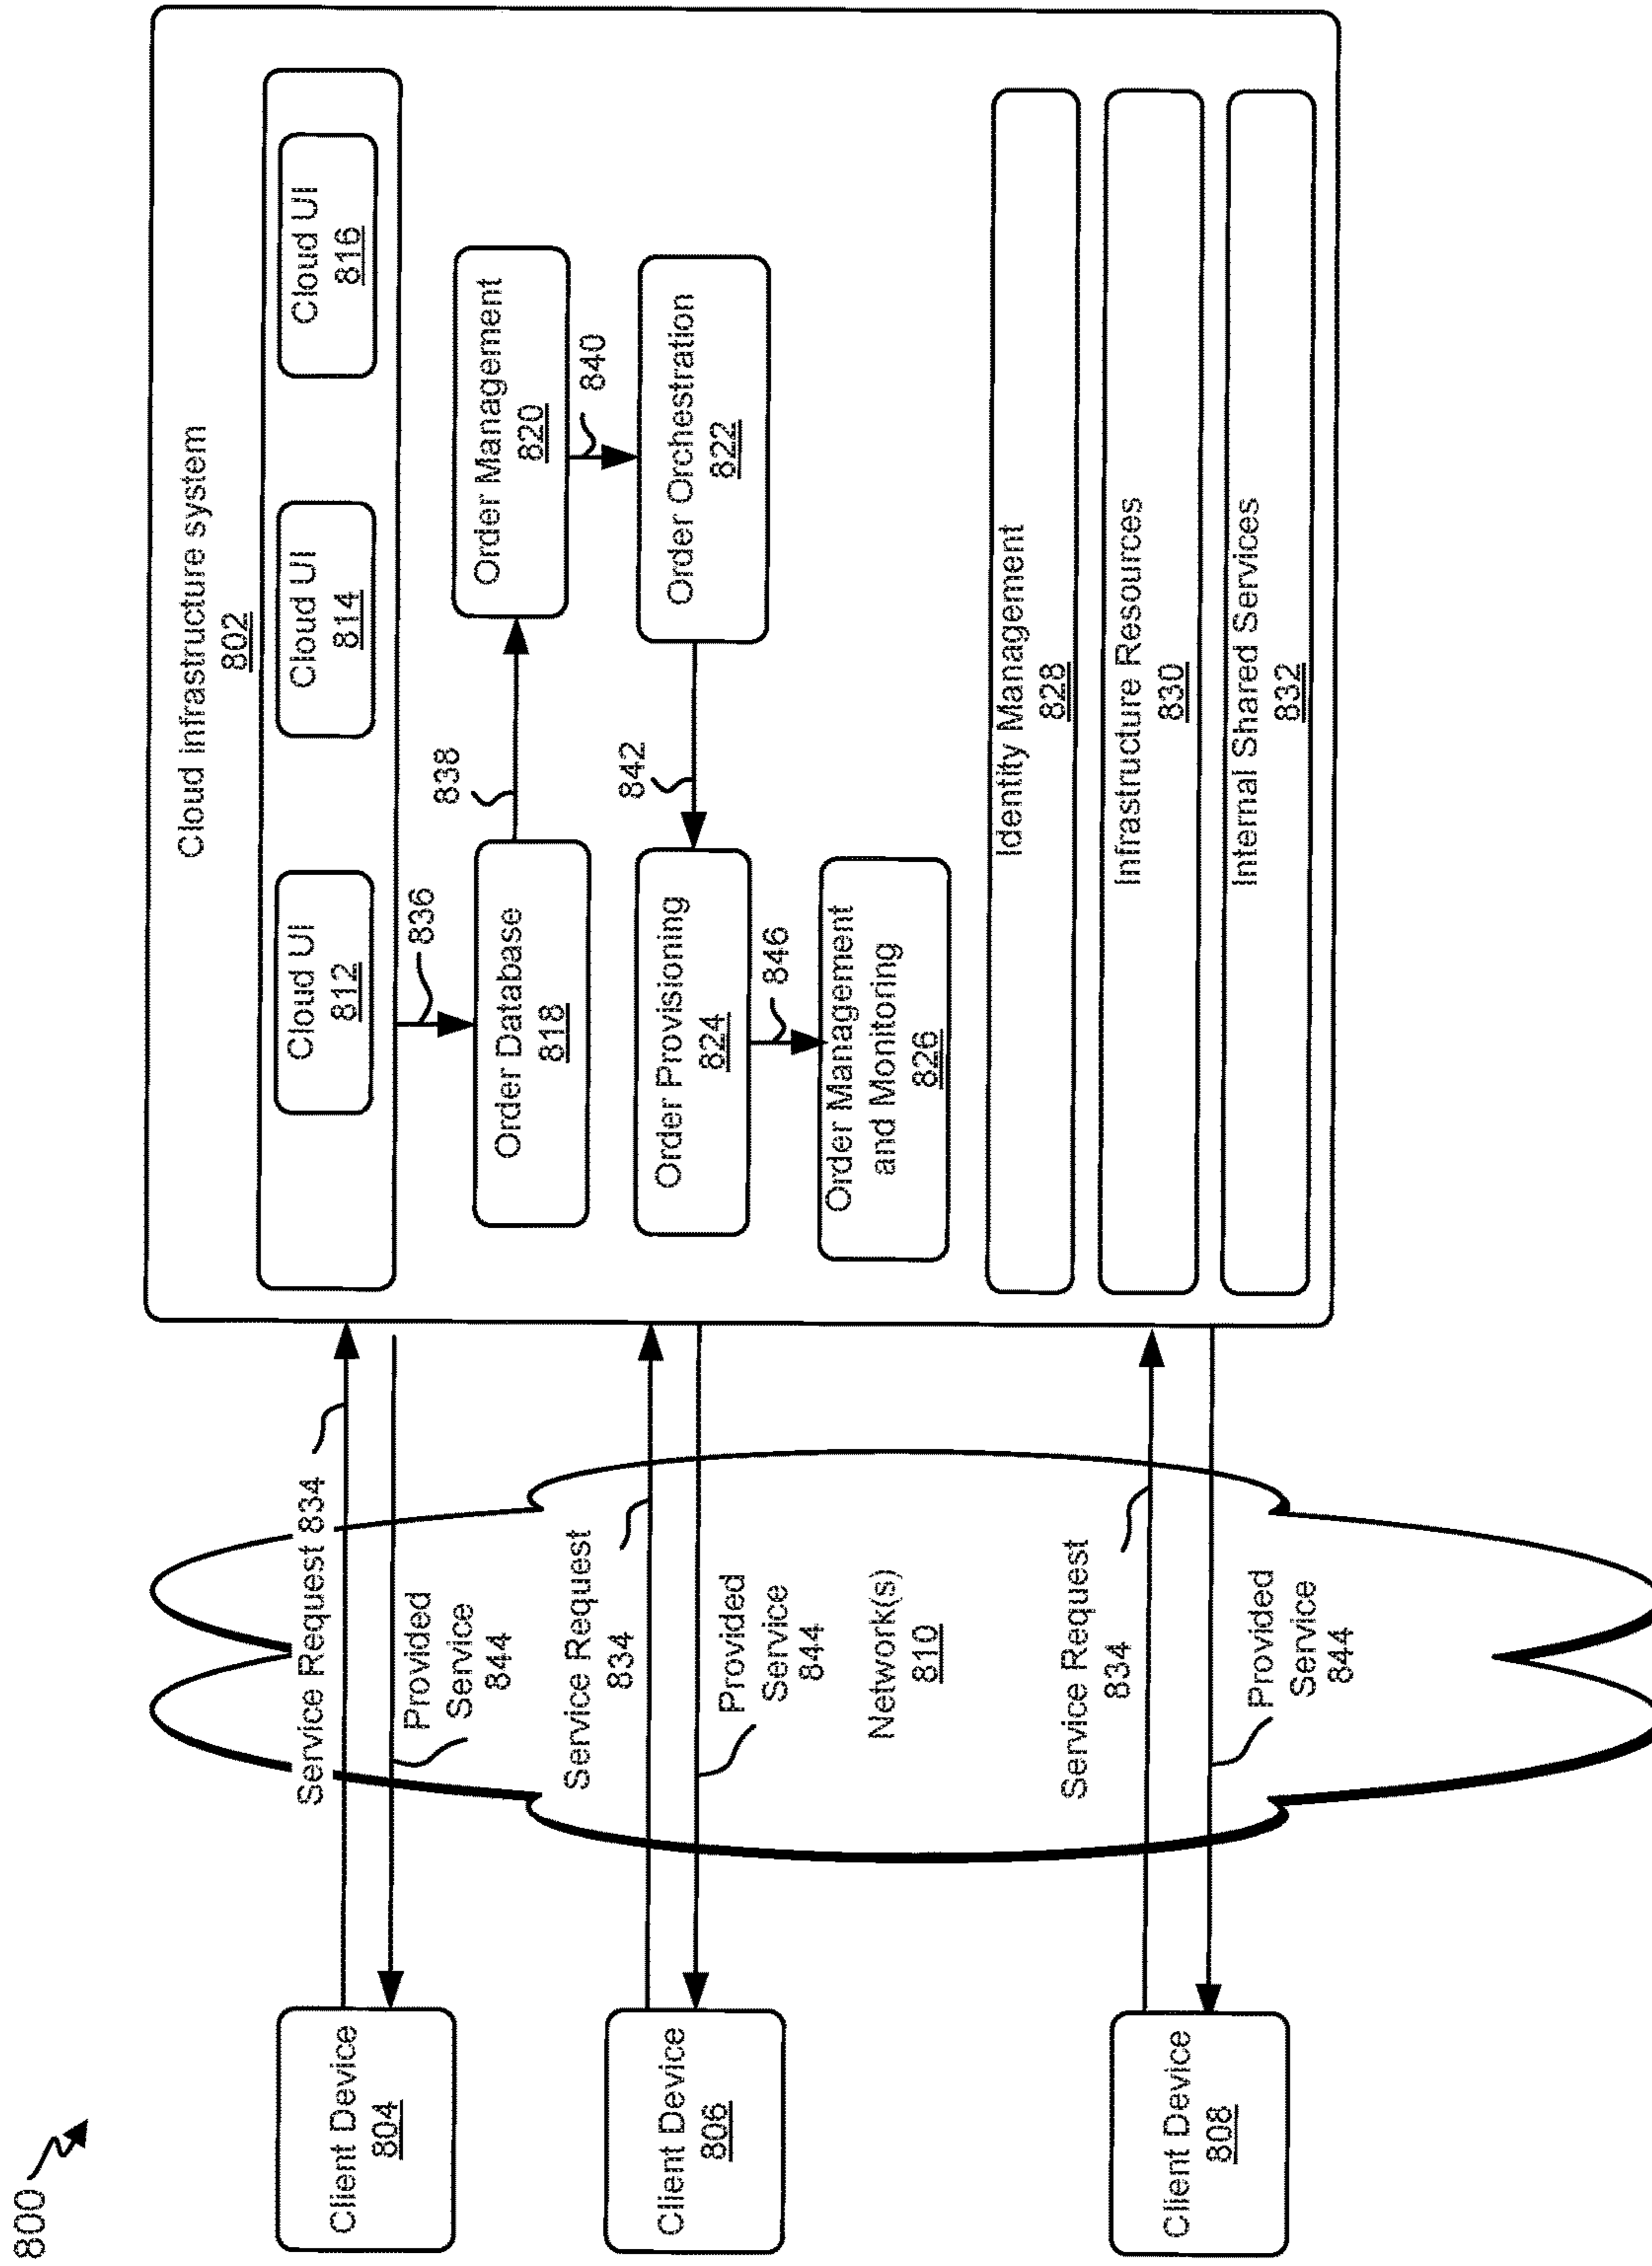 800
Client Device
804
Client Device
806
Client Device
808
Service Request 834
Provided
Service
844
Service Request
834
Provided
Service
844
Network(s)
810
Service Request
834
Provided
Service
844
Cloud infrastructure system
802
Cloud UI
812
Cloud UI
814
Cloud UI
816
836
Order Database
818
838
Order Management
820
840
Order Orchestration
822
842
Order Provisioning
824
846
Order Management
and Monitoring
826
Identity Management
828
Infrastructure Resources
830
Internal Shared Services
832